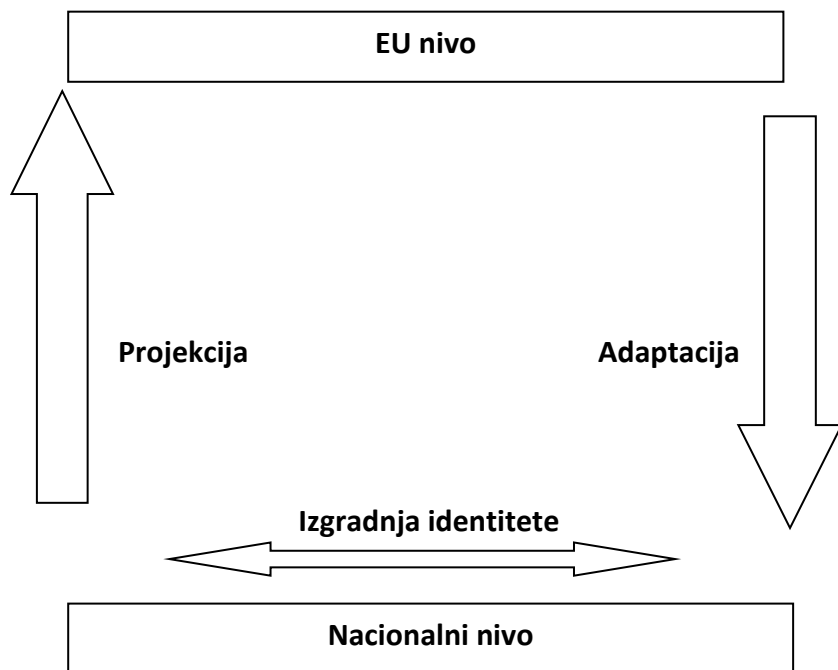 EU nivo
Projekcija
Adaptacija
Izgradnja identitete
Nacionalni nivo